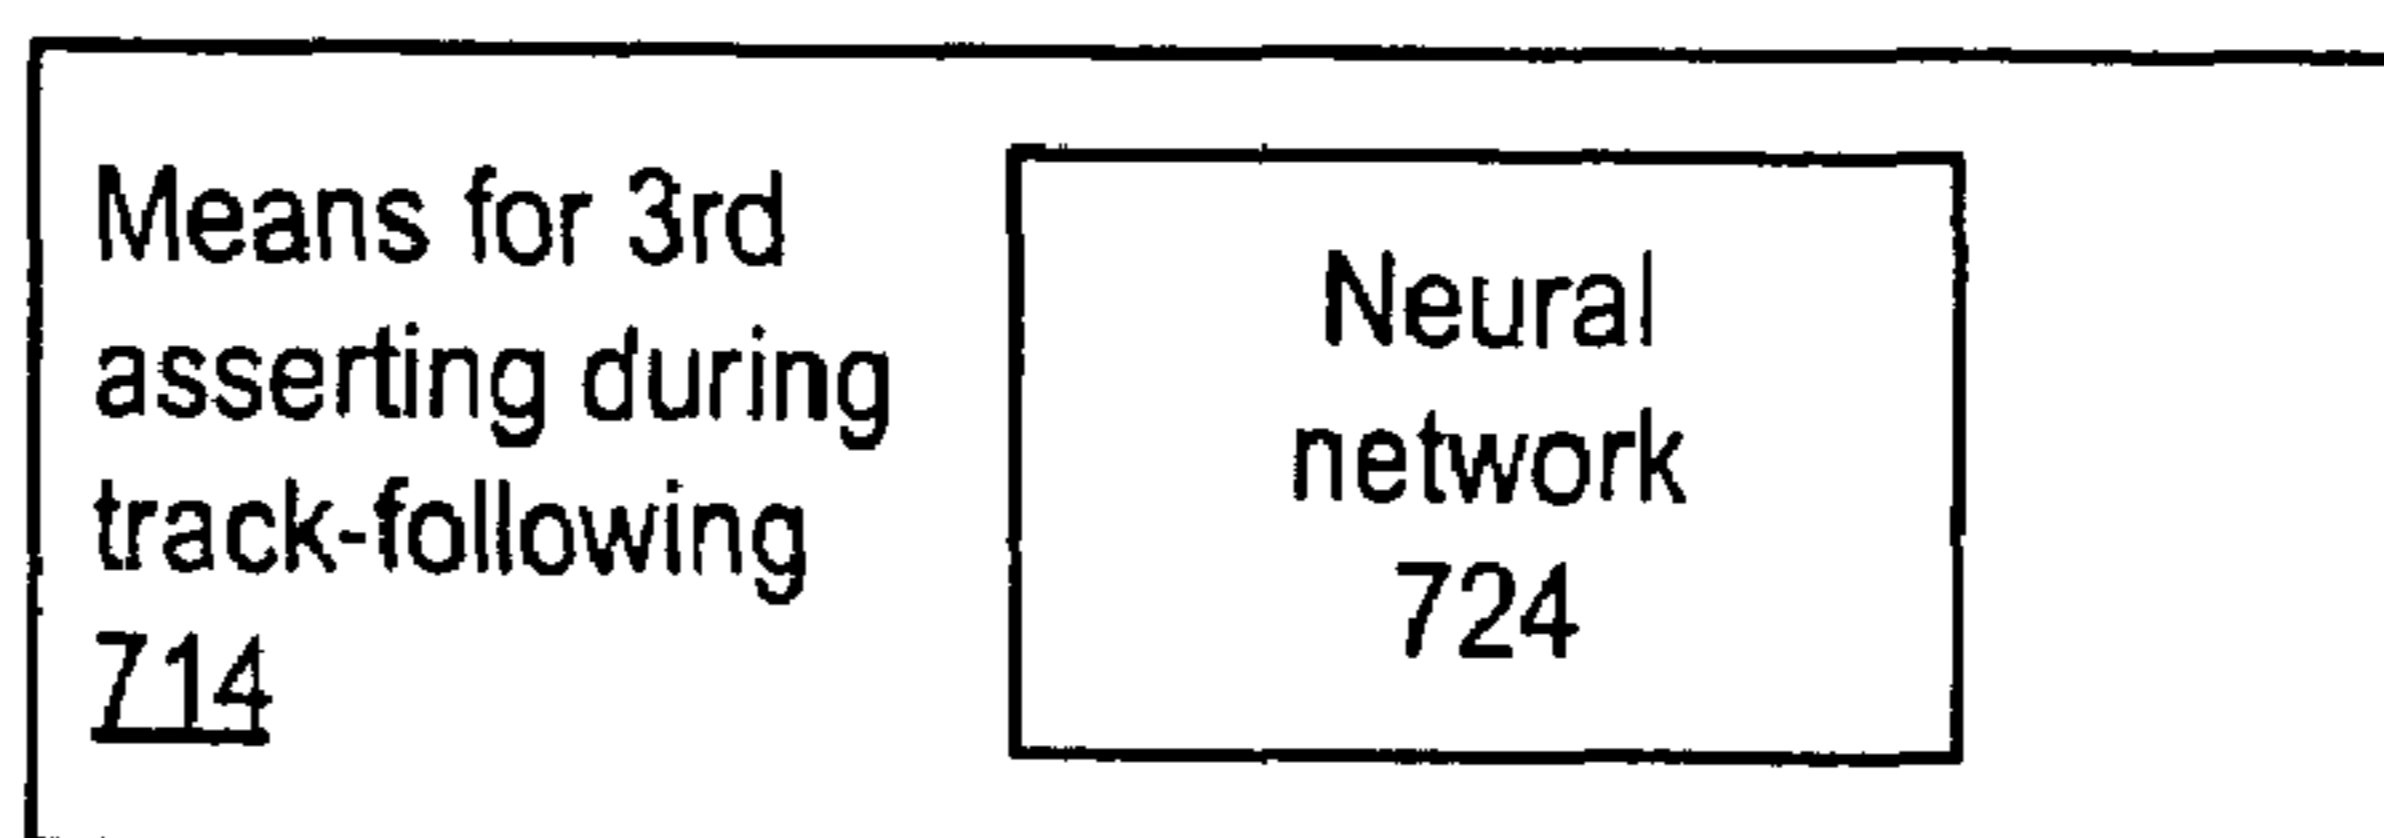 Means for 3rd
asserting during
track-following
714
Neural
network
724